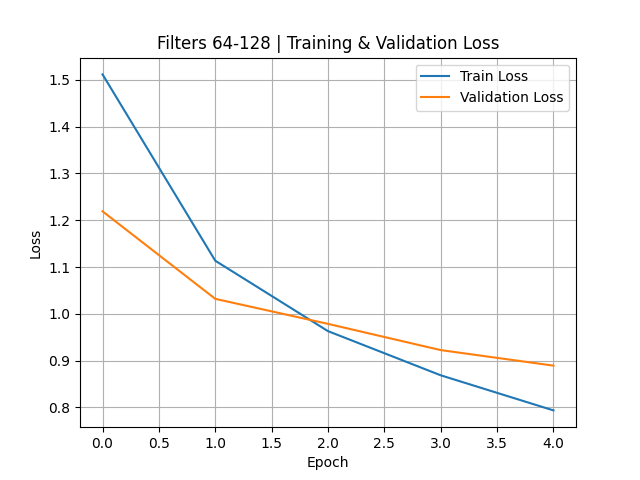 Filters 64-128 | Training & Validation Loss
Train Loss
Validation Loss
Loss
1.5
1.4
1.3
1.2
1.1
1.0
0.9
0.8
0.0 0.5 1.0 1.5 2.0 2.5 3.0 3.5 4.0
Epoch